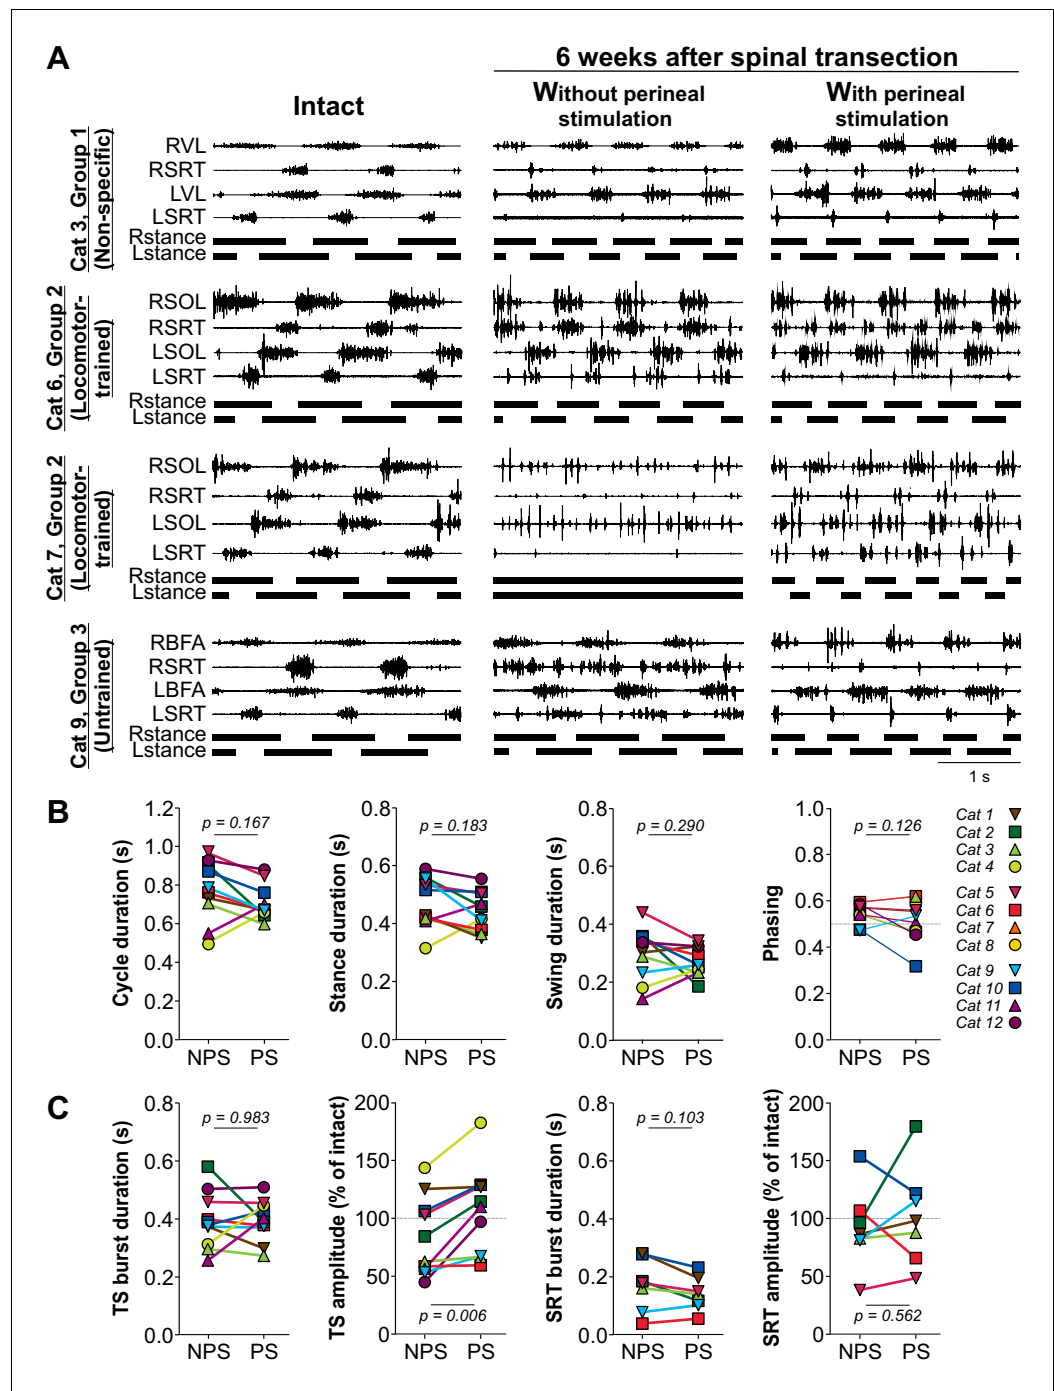 A
6 weeks after spinal transection
Intact
Without perineal
stimulation
With perineal
stimulation
Cat 3, Group 1
(Non-specific)
RVL
RSRT
LVL
LSRT
Rstance
Lstance
Cat 6, Group 2
(Locomotor-
trained)
RSOL
RSRT
LSOL
LSRT
Rstance
Lstance
Cat 7, Group 2
(Locomotor-
trained)
RSOL
RSRT
LSOL
LSRT
Rstance
Lstance
Cat 9, Group 3
(Untrained)
RBFA
RSRT
LBFA
LSRT
Rstance
Lstance
1 s
B
Cycle duration (s)
1.2
1.0
0.8
0.6
0.4
0.2
0.0
p = 0.167
NPS PS
Stance duration (s)
0.8
0.6
0.4
0.2
0.0
p = 0.183
NPS PS
Swing duration (s)
0.8
0.6
0.4
0.2
0.0
p = 0.290
NPS PS
Phasing
1.0
0.8
0.6
0.4
0.2
0.0
p = 0.126
NPS PS
Cat 1
Cat 2
Cat 3
Cat 4
Cat 5
Cat 6
Cat 7
Cat 8
Cat 9
Cat 10
Cat 11
Cat 12
C
TS burst duration (s)
0.8
0.6
0.4
0.2
0.0
p = 0.983
NPS PS
TS amplitude (% of intact)
200
150
100
50
0
p = 0.006
NPS PS
SRT burst duration (s)
0.8
0.6
0.4
0.2
0.0
p = 0.103
NPS PS
SRT amplitude (% of intact)
200
150
100
50
0
p = 0.562
NPS PS